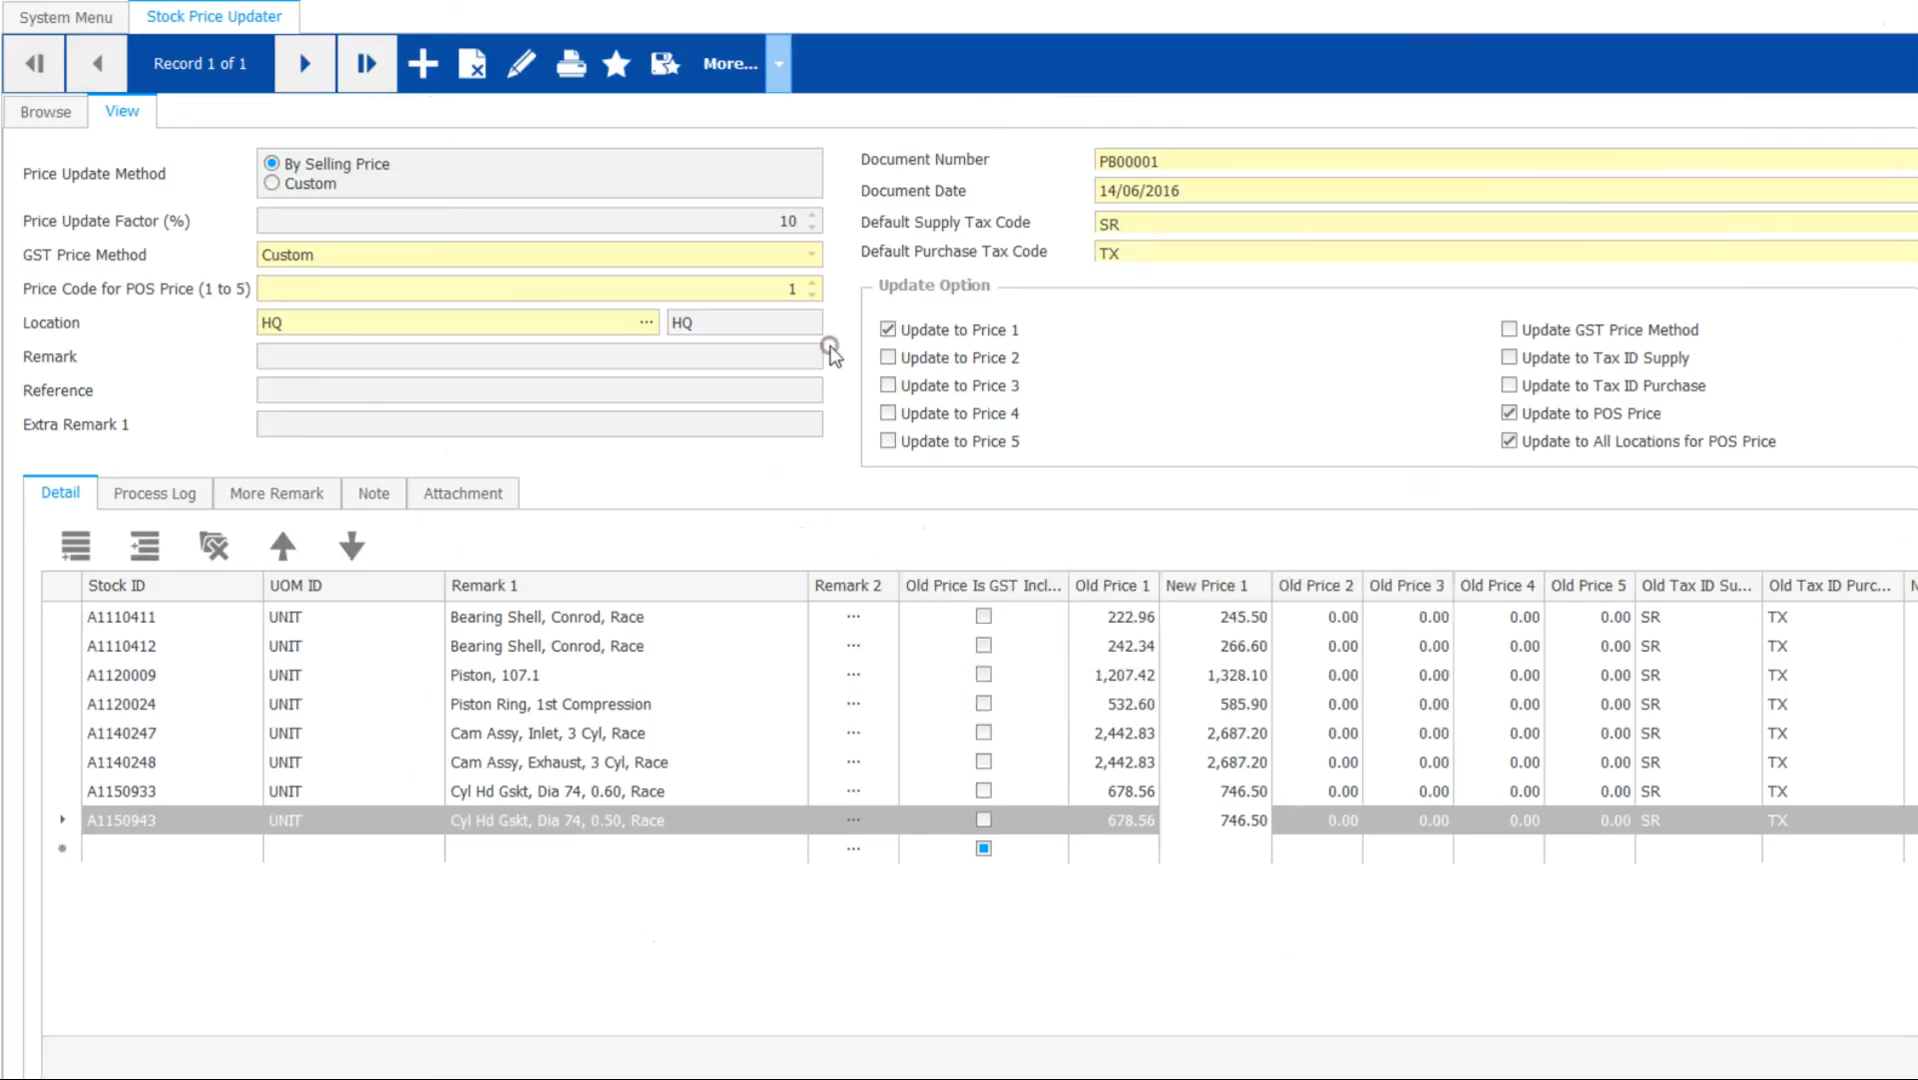 System Menu
Stock Price Updater
Record 1 of 1
More...
Browse
View
Price Update Method
By Selling Price
Custom
Price Update Factor (%)
10
GST Price Method
Custom
Price Code for POS Price (1 to 5)
1
Location
HQ
···
HQ
Remark
Reference
Extra Remark 1
Document Number
PB00001
Document Date
14/06/2016
Default Supply Tax Code
SR
Default Purchase Tax Code
TX
Update Option
Update to Price 1
Update to Price 2
Update to Price 3
Update to Price 4
Update to Price 5
Update GST Price Method
Update to Tax ID Supply
Update to Tax ID Purchase
Update to POS Price
Update to All Locations for POS Price
Detail
Process Log
More Remark
Note
Attachment
Stock ID UOM ID Remark 1 Remark 2 Old Price Is GST Incl... Old Price 1 New Price 1 Old Price 2 Old Price 3 Old Price 4 Old Price 5 Old Tax ID Su... Old Tax ID Purc...
A1110411 UNIT Bearing Shell, Conrod, Race ··· 222.96 245.50 0.00 0.00 0.00 0.00 SR TX
A1110412 UNIT Bearing Shell, Conrod, Race ··· 242.34 266.60 0.00 0.00 0.00 0.00 SR TX
A1120009 UNIT Piston, 107.1 ··· 1,207.42 1,328.10 0.00 0.00 0.00 0.00 SR TX
A1120024 UNIT Piston Ring, 1st Compression ··· 532.60 585.90 0.00 0.00 0.00 0.00 SR TX
A1140247 UNIT Cam Assy, Inlet, 3 Cyl, Race ··· 2,442.83 2,687.20 0.00 0.00 0.00 0.00 SR TX
A1140248 UNIT Cam Assy, Exhaust, 3 Cyl, Race ··· 2,442.83 2,687.20 0.00 0.00 0.00 0.00 SR TX
A1150933 UNIT Cyl Hd Gskt, Dia 74, 0.60, Race ··· 678.56 746.50 0.00 0.00 0.00 0.00 SR TX
A1150943 UNIT Cyl Hd Gskt, Dia 74, 0.50, Race ··· 678.56 746.50 0.00 0.00 0.00 0.00 SR TX
···